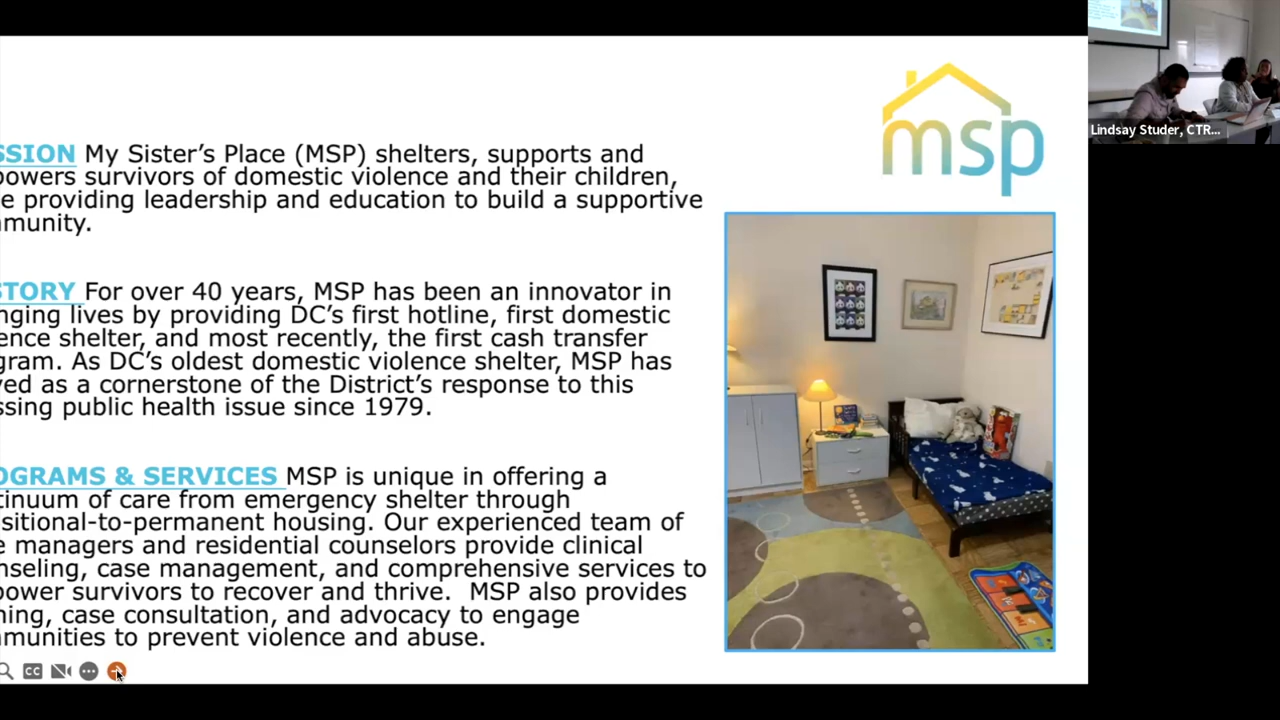 SSION My Sister's Place (MSP) shelters, supports and
powers survivors of domestic violence and their children,
e providing leadership and education to build a supportive
munity.
STORY For over 40 years, MSP has been an innovator in
nging lives by providing DC's first hotline, first domestic
ence shelter, and most recently, the first cash transfer
gram. As DC's oldest domestic violence shelter, MSP has
ved as a cornerstone of the District's response to this
ssing public health issue since 1979.
OGRAMS & SERVICES MSP is unique in offering a
tinuum of care from emergency shelter through
sitional-to-permanent housing. Our experienced team of
e managers and residential counselors provide clinical
nseling, case management, and comprehensive services to
power survivors to recover and thrive. MSP also provides
ning, case consultation, and advocacy to engage
munities to prevent violence and abuse.
msp
Lindsay Studer, CTR...
CC